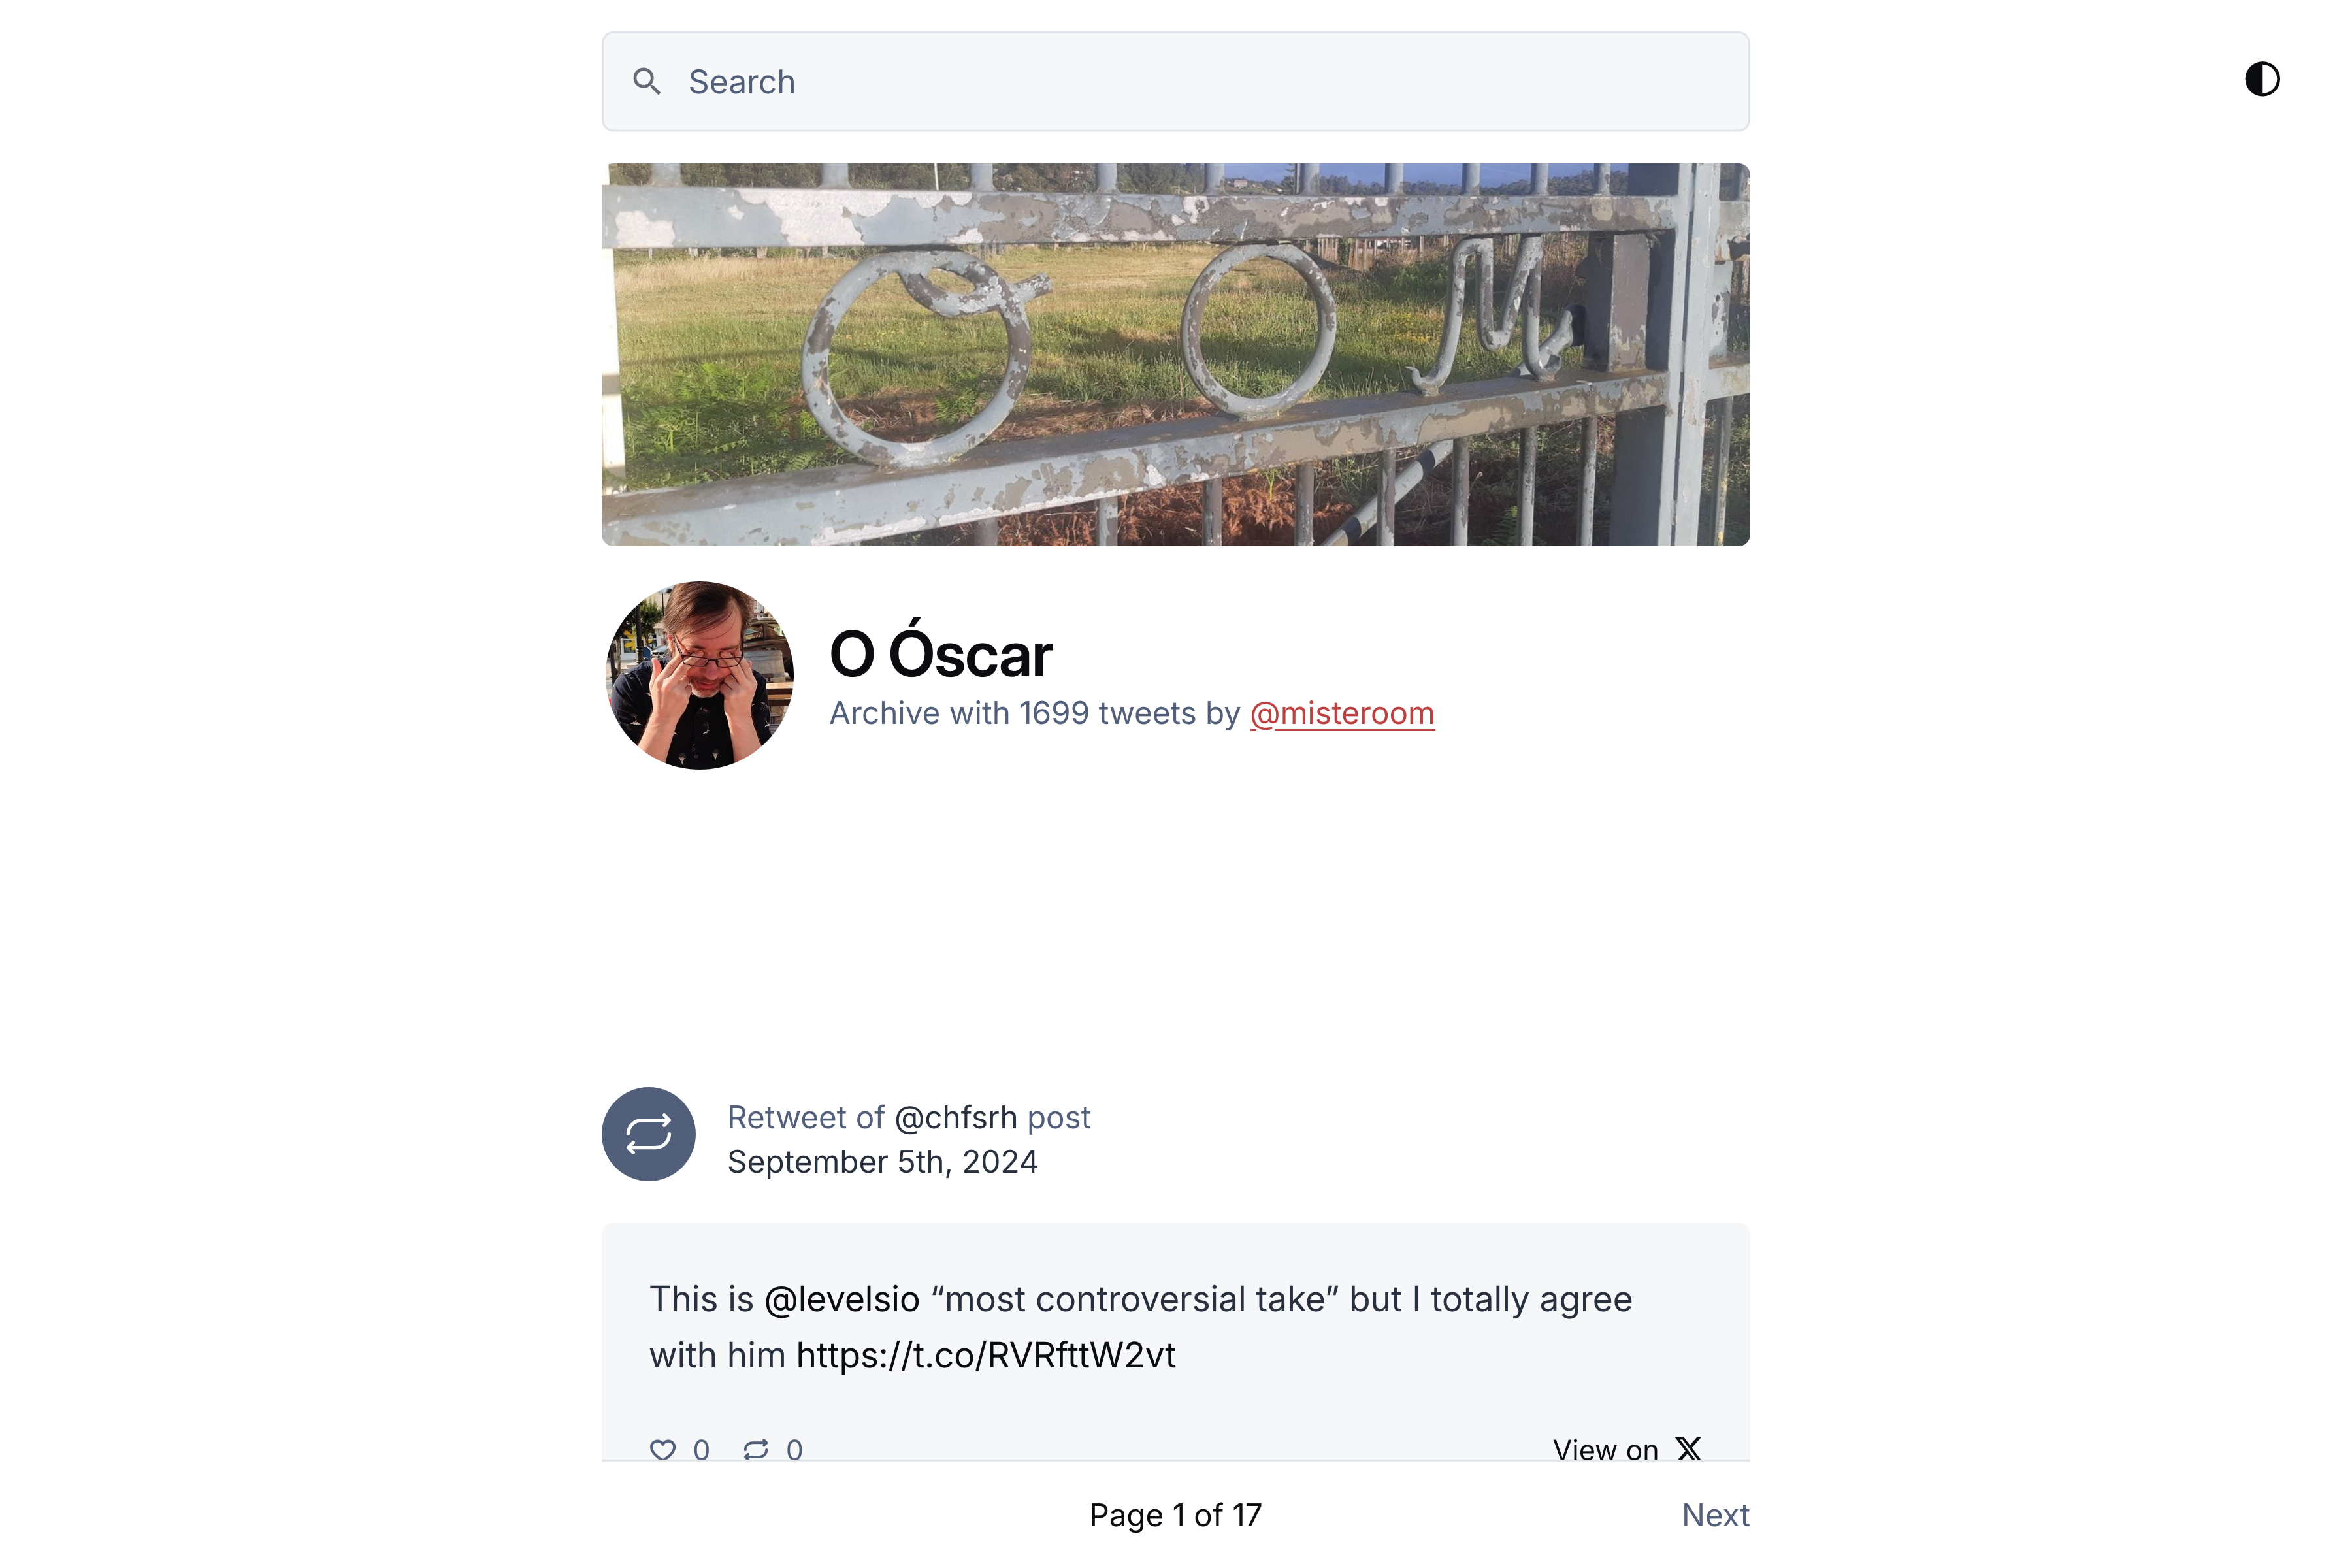 Search
O Óscar
Archive with 1699 tweets by @misteroom
Retweet of @chfsrh post
September 5th, 2024
This is @levelsio “most controversial take” but I totally agree
with him https://t.co/RVRfttW2vt
0 0 View on X
Page 1 of 17 Next